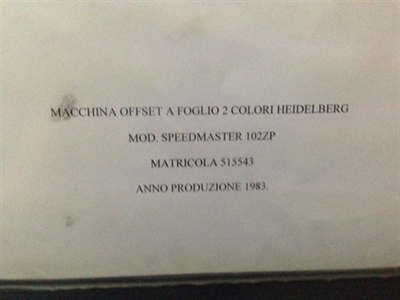 MACCHINA OFFSET A FOGLIO 2 COLORI HEIDELBERG
MOD. SPEEDMASTER 102ZP
MATRICOLA 515543
ANNO PRODUZIONE 1983.